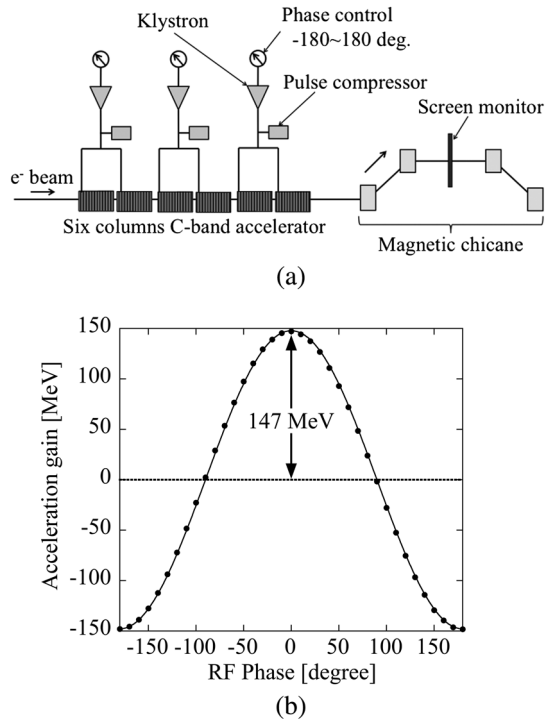 Klystron
Phase control
-180~180 deg.
Pulse compressor
Screen monitor
e- beam
Six columns C-band accelerator
Magnetic chicane
(a)
150
100
50
0
-50
-100
-150
Acceleration gain [MeV]
147 MeV
-150 -100 -50 0 50 100 150
RF Phase [degree]
(b)